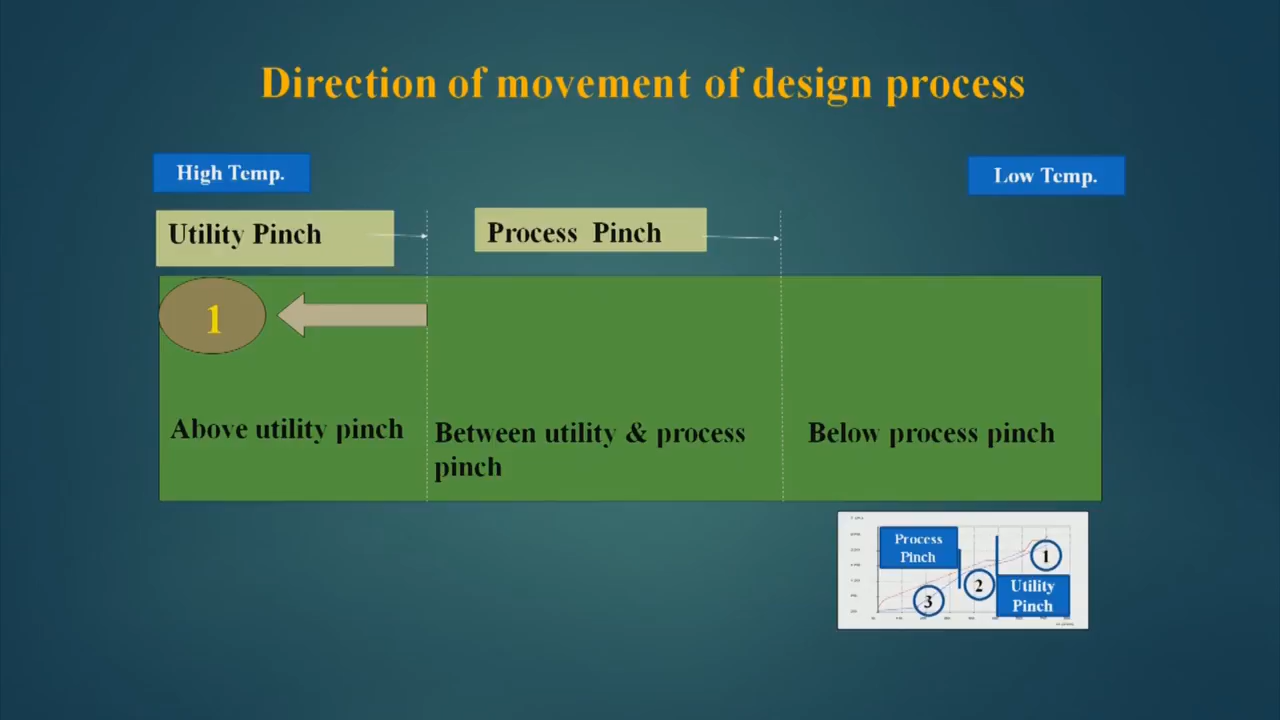 Direction of movement of design process
High Temp.
Low Temp.
Utility Pinch
Process Pinch
1
Above utility pinch
Between utility & process
pinch
Below process pinch
Process
Pinch
1
2
Utility
Pinch
3